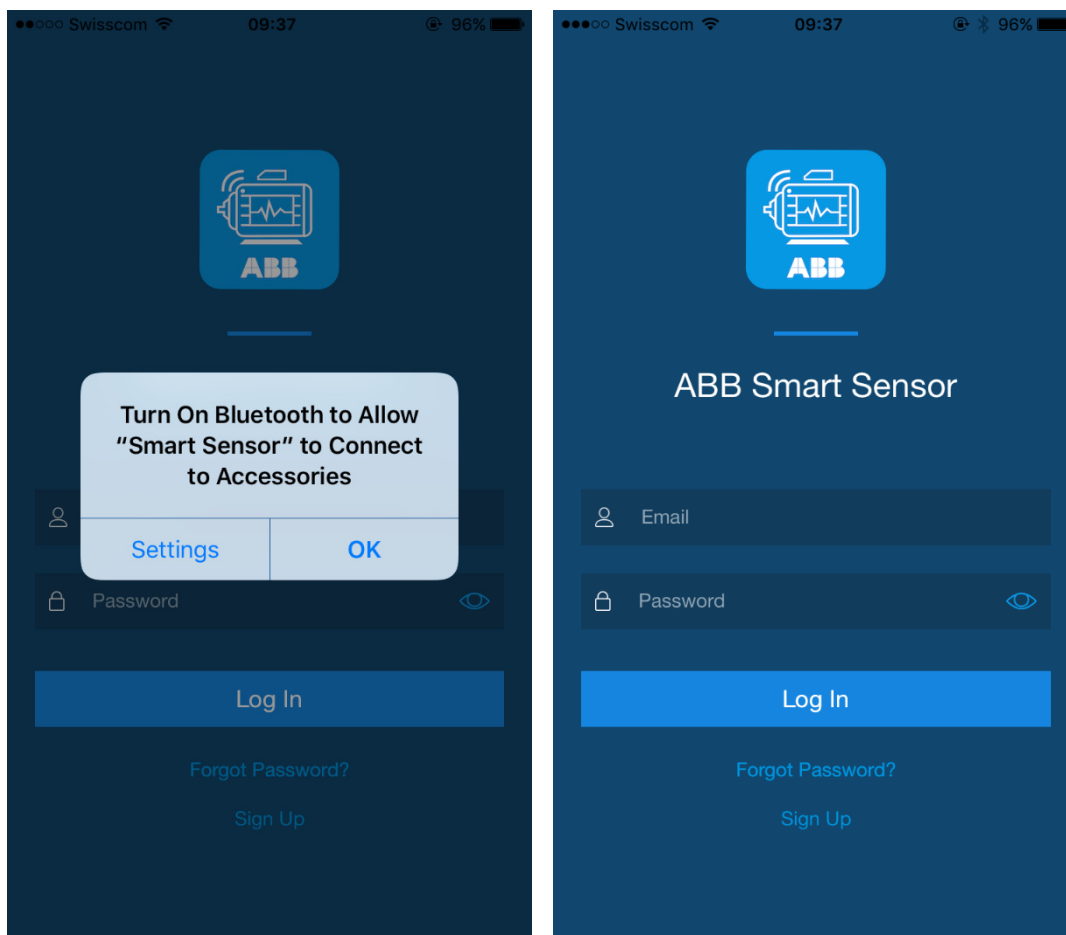 Swisscom 09:37 96%
ABB
Turn On Bluetooth to Allow
“Smart Sensor” to Connect
to Accessories
Settings OK
Password
Log In
Forgot Password?
Sign Up
Swisscom 09:37 96%
ABB
ABB Smart Sensor
Email
Password
Log In
Forgot Password?
Sign Up